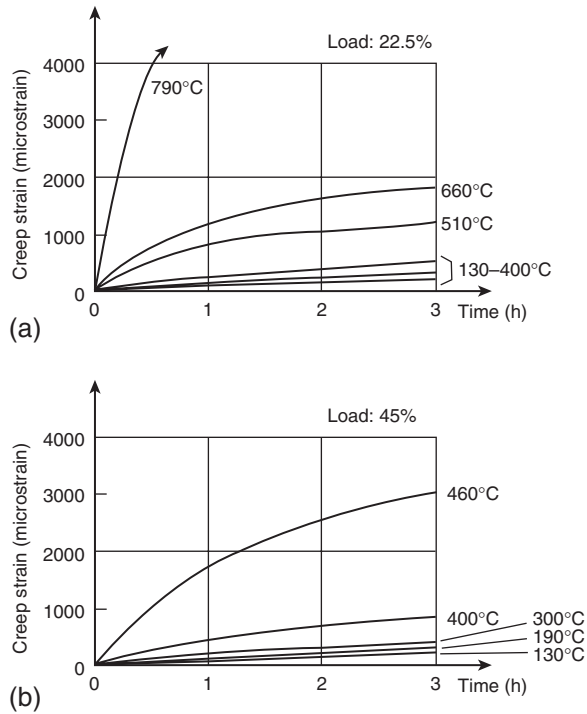 Load: 22.5%
4000
790°C
3000
Creep strain (microstrain)
2000
660°C
510°C
1000
130–400°C
0
0 1 2 3 Time (h)
(a)
Load: 45%
4000
3000
460°C
Creep strain (microstrain)
2000
1000
400°C
300°C
190°C
130°C
0
0 1 2 3 Time (h)
(b)